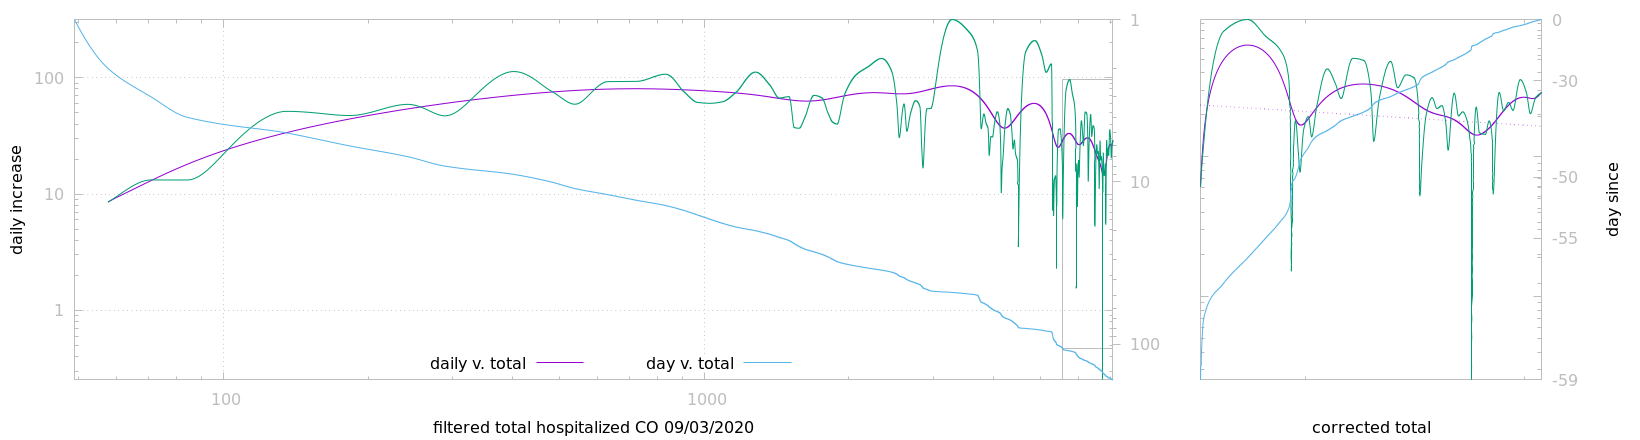 daily increase
100
10
1
daily v. total
day v. total
100
1000
filtered total hospitalized CO 09/03/2020
1
10
100
0
-30
-50
-55
-59
day since
corrected total